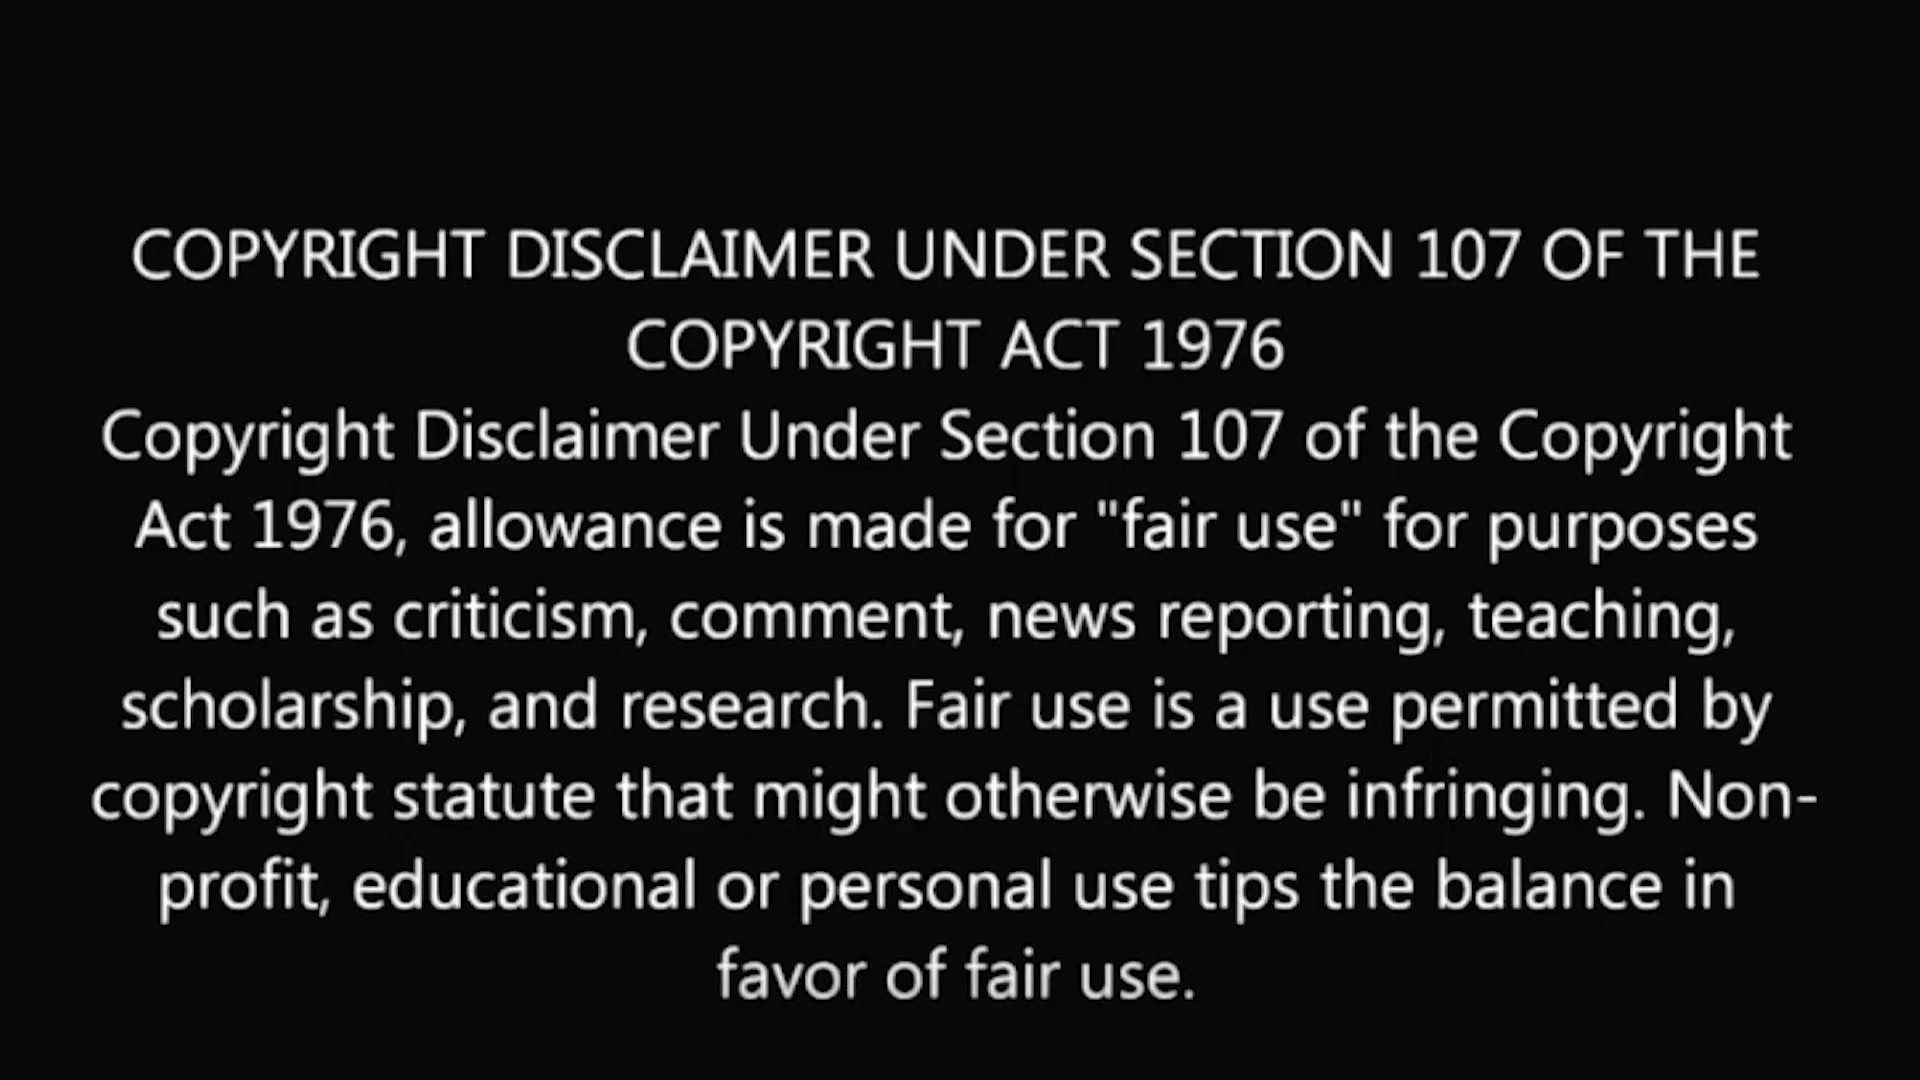 COPYRIGHT DISCLAIMER UNDER SECTION 107 OF THE
COPYRIGHT ACT 1976
Copyright Disclaimer Under Section 107 of the Copyright
Act 1976, allowance is made for "fair use" for purposes
such as criticism, comment, news reporting, teaching,
scholarship, and research. Fair use is a use permitted by
copyright statute that might otherwise be infringing. Non-
profit, educational or personal use tips the balance in
favor of fair use.